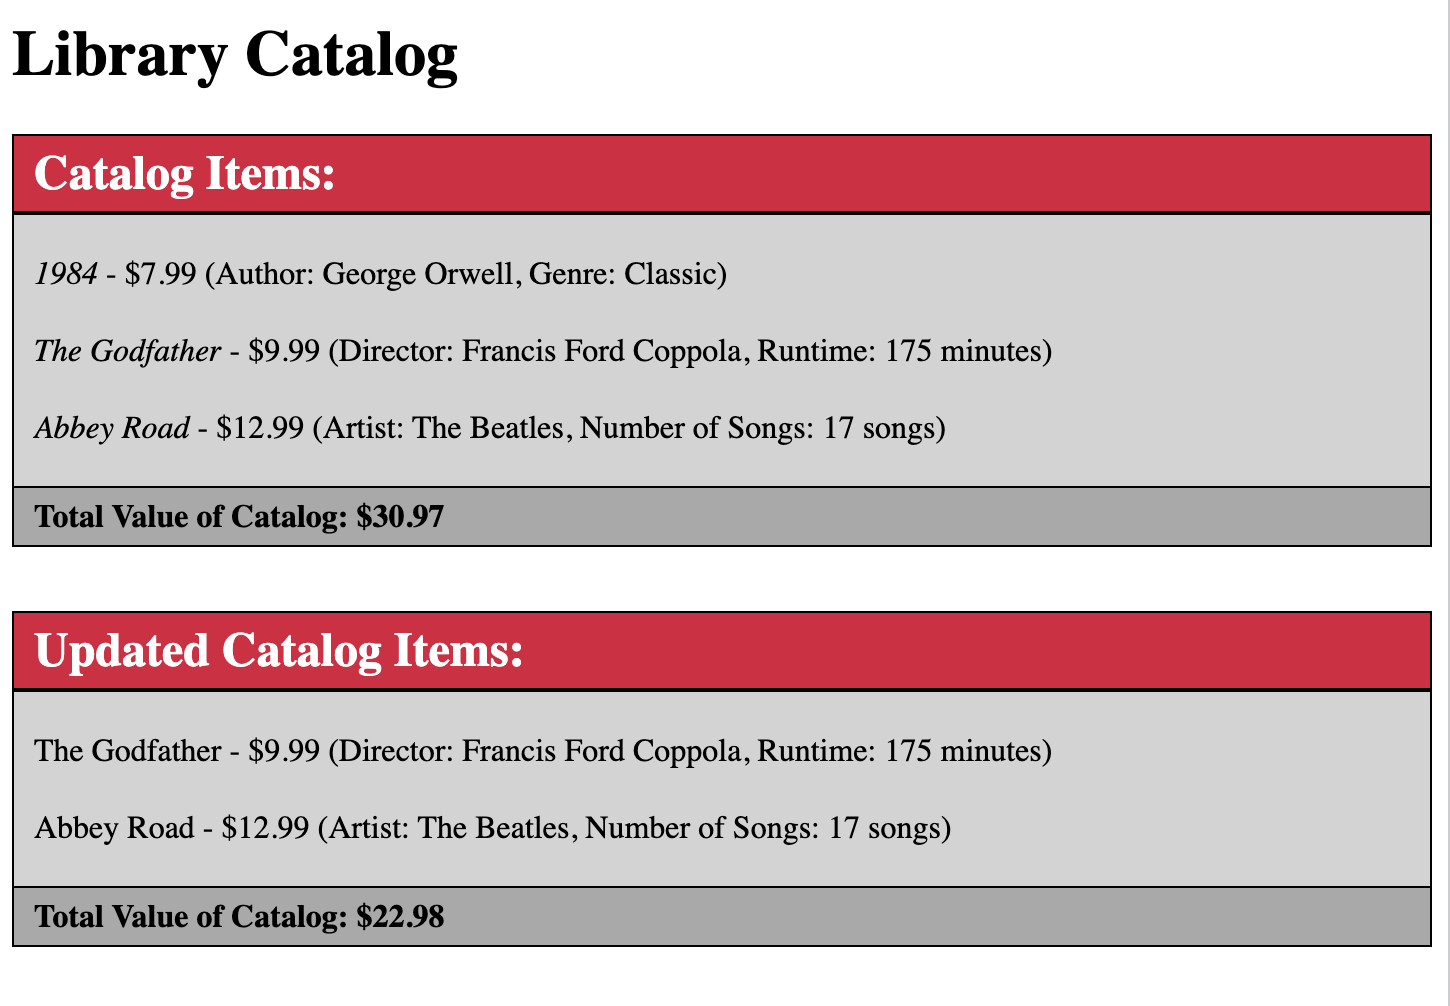 Library Catalog
Catalog Items:
1984 - $7.99 (Author: George Orwell, Genre: Classic)
The Godfather - $9.99 (Director: Francis Ford Coppola, Runtime: 175 minutes)
Abbey Road - $12.99 (Artist: The Beatles, Number of Songs: 17 songs)
Total Value of Catalog: $30.97
Updated Catalog Items:
The Godfather - $9.99 (Director: Francis Ford Coppola, Runtime: 175 minutes)
Abbey Road - $12.99 (Artist: The Beatles, Number of Songs: 17 songs)
Total Value of Catalog: $22.98